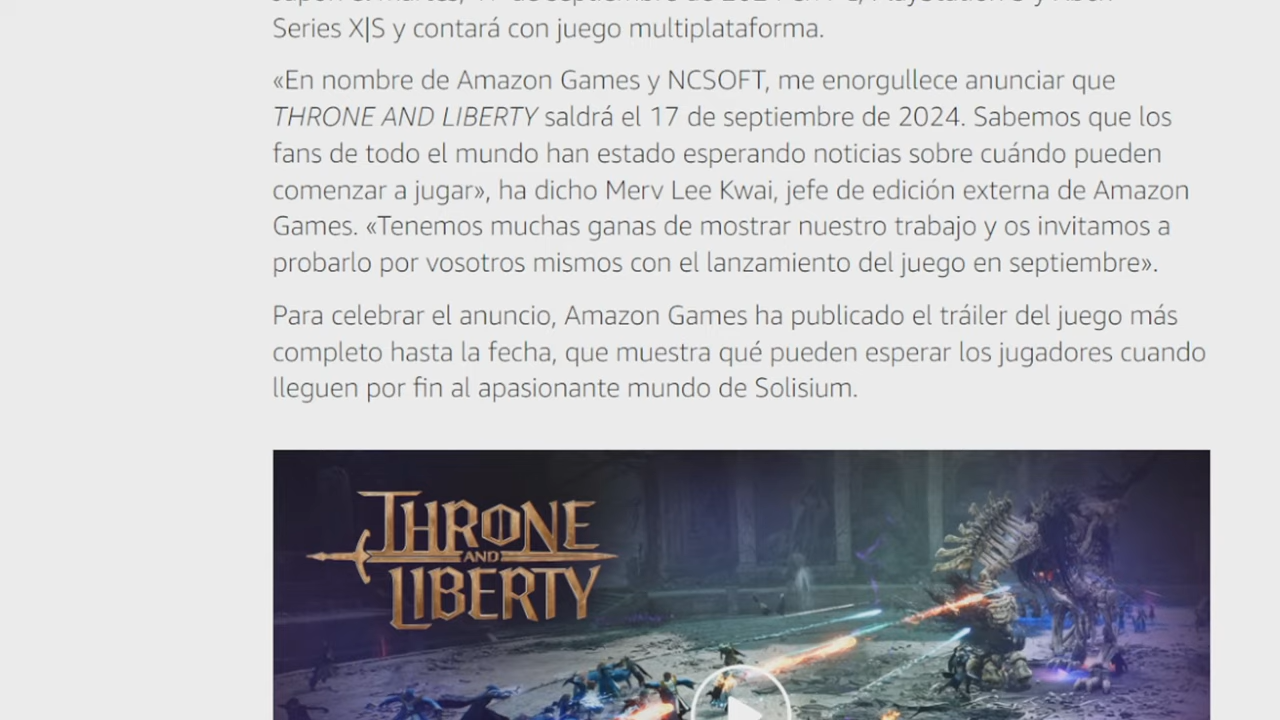 Series X|S y contará con juego multiplataforma.
«En nombre de Amazon Games y NCSOFT, me enorgullece anunciar que
THRONE AND LIBERTY saldrá el 17 de septiembre de 2024. Sabemos que los
fans de todo el mundo han estado esperando noticias sobre cuándo pueden
comenzar a jugar», ha dicho Merv Lee Kwai, jefe de edición externa de Amazon
Games. «Tenemos muchas ganas de mostrar nuestro trabajo y os invitamos a
probarlo por vosotros mismos con el lanzamiento del juego en septiembre».
Para celebrar el anuncio, Amazon Games ha publicado el tráiler del juego más
completo hasta la fecha, que muestra qué pueden esperar los jugadores cuando
lleguen por fin al apasionante mundo de Solisium.
THRONE
AND
LIBERTY